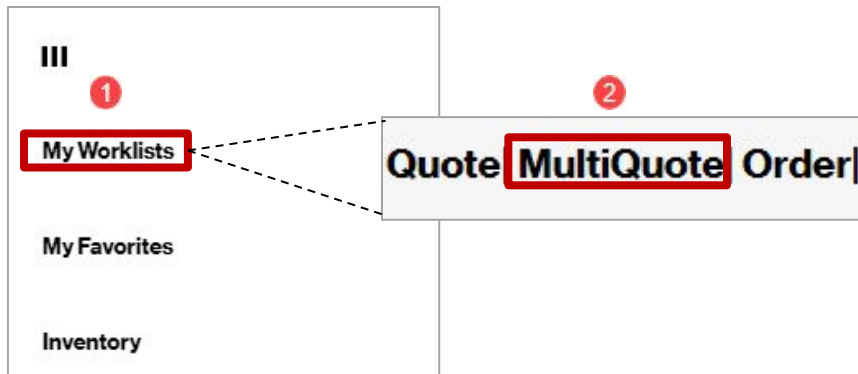 1
My Worklists
My Favorites
Inventory
2
Quote MultiQuote Order